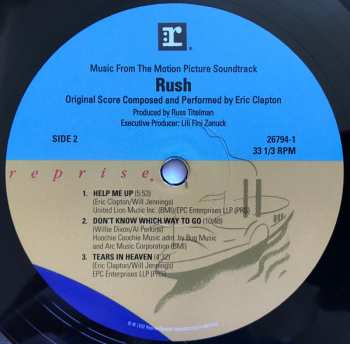 r
Music From The Motion Picture Soundtrack
Rush
Original Score Composed and Performed by Eric Clapton
Produced by Russ Titelman
Executive Producer: Lili Fini Zanuck
SIDE 2
26794-1
33 1/3 RPM
reprise
1. HELP ME UP (5:53)
(Eric Clapton/Will Jennings)
United Lion Music Inc. (BMI)/EPC Enterprises LLP (PRS)
2. DON'T KNOW WHICH WAY TO GO (10:46)
(Willie Dixon/Al Perkins)
Hoochie Coochie Music adm. by Bug Music
and Arc Music Corporation (BMI)
3. TEARS IN HEAVEN (4:32)
(Eric Clapton/Will Jennings)
EPC Enterprises LLP (PRS)